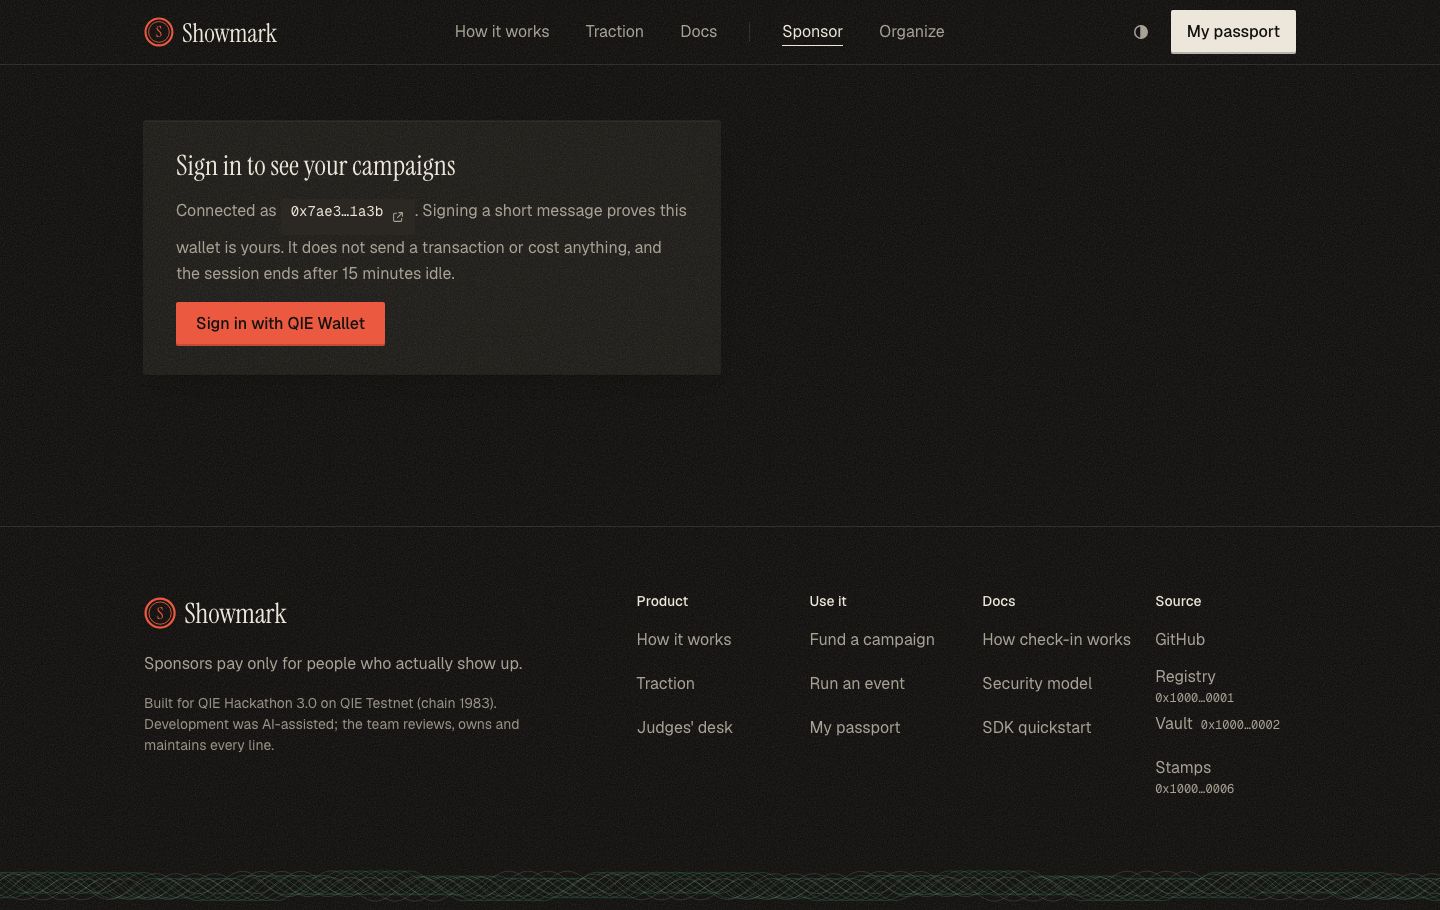 S Showmark
How it works Traction Docs Sponsor Organize
My passport
Sign in to see your campaigns
Connected as 0x7ae3…1a3b . Signing a short message proves this
wallet is yours. It does not send a transaction or cost anything, and
the session ends after 15 minutes idle.
Sign in with QIE Wallet
S Showmark
Sponsors pay only for people who actually show up.
Built for QIE Hackathon 3.0 on QIE Testnet (chain 1983).
Development was AI-assisted; the team reviews, owns and
maintains every line.
Product
How it works
Traction
Judges' desk
Use it
Fund a campaign
Run an event
My passport
Docs
How check-in works
Security model
SDK quickstart
Source
GitHub
Registry
0x1000…0001
Vault 0x1000…0002
Stamps
0x1000…0006